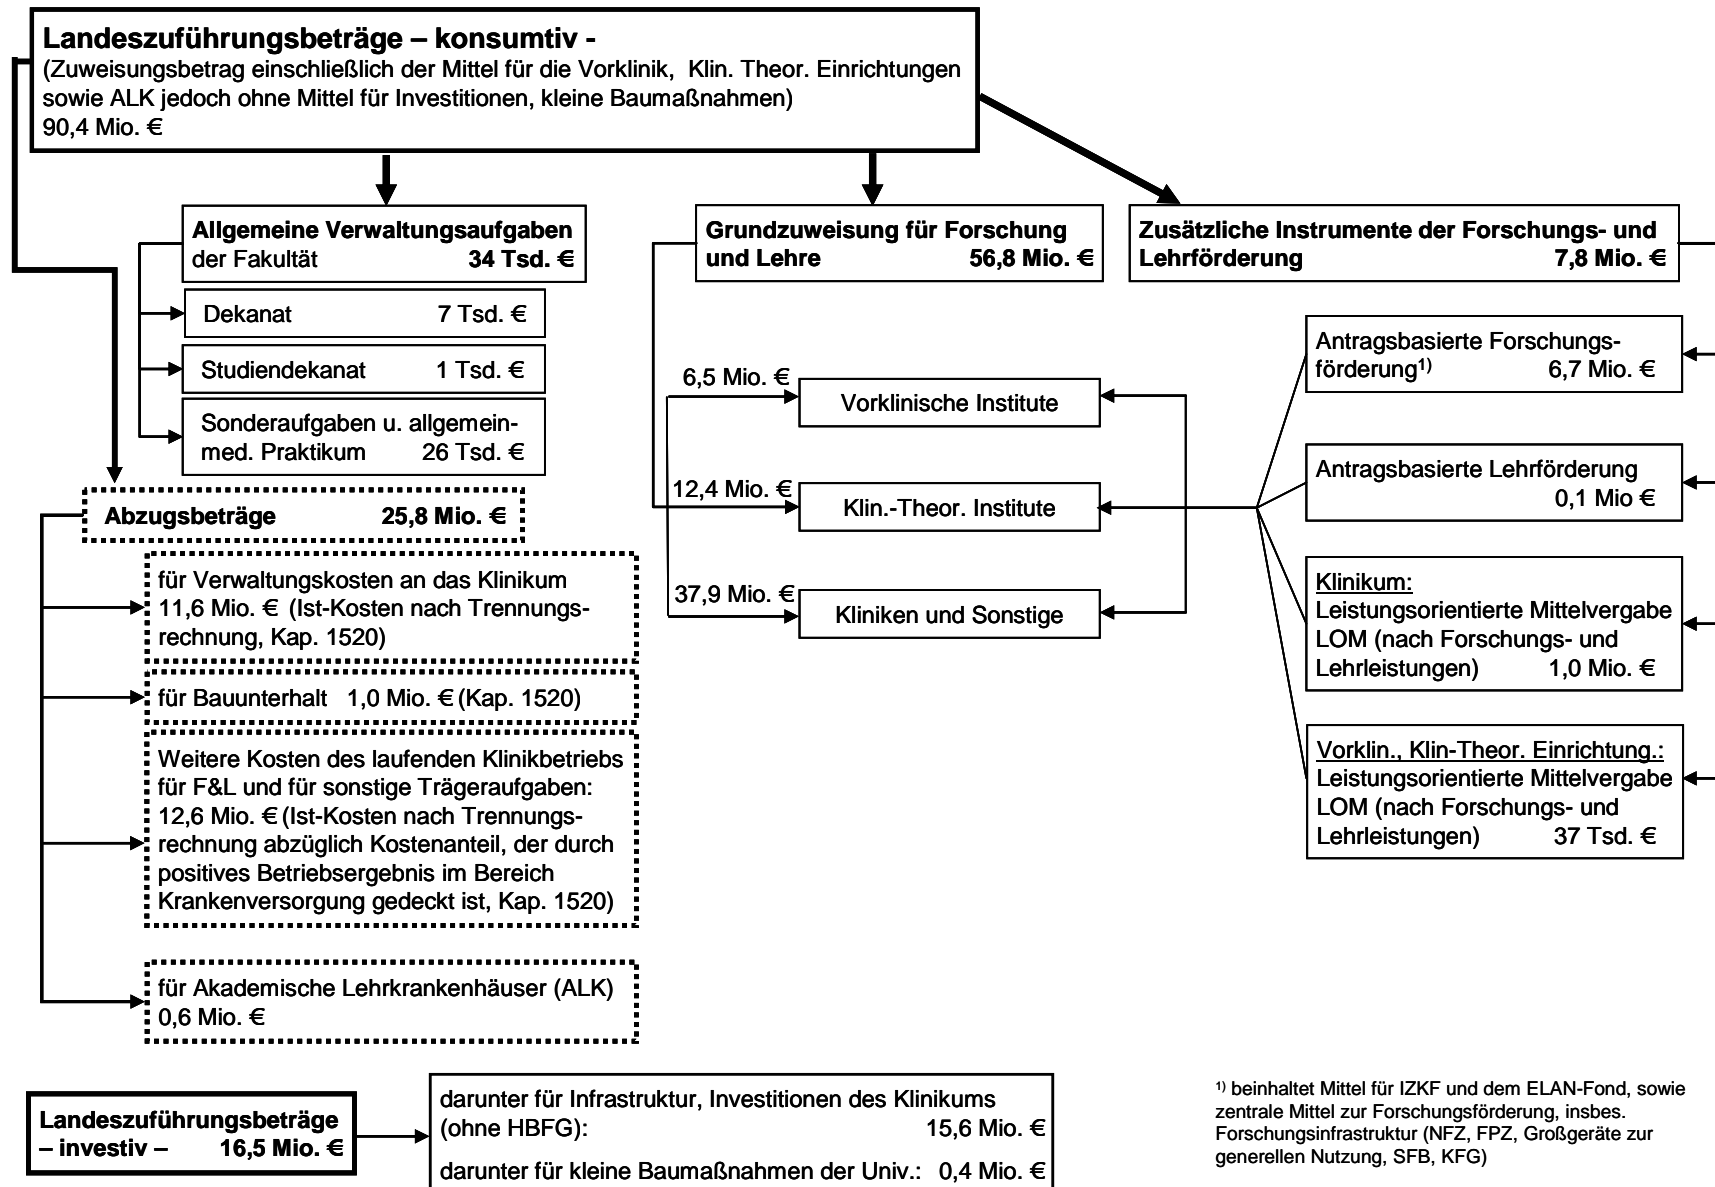 Landeszuführungsbeträge – konsumtiv -
(Zuweisungsbetrag einschließlich der Mittel für die Vorklinik, Klin. Theor. Einrichtungen
sowie ALK jedoch ohne Mittel für Investitionen, kleine Baumaßnahmen)
90,4 Mio. €
Allgemeine Verwaltungsaufgaben
der Fakultät 34 Tsd. €
Dekanat 7 Tsd. €
Studiendekanat 1 Tsd. €
Sonderaufgaben u. allgemein-
med. Praktikum 26 Tsd. €
Abzugsbeträge 25,8 Mio. €
für Verwaltungskosten an das Klinikum
11,6 Mio. € (Ist-Kosten nach Trennungs-
rechnung, Kap. 1520)
für Bauunterhalt 1,0 Mio. € (Kap. 1520)
Weitere Kosten des laufenden Klinikbetriebs
für F&L und für sonstige Trägeraufgaben:
12,6 Mio. € (Ist-Kosten nach Trennungs-
rechnung abzüglich Kostenanteil, der durch
positives Betriebsergebnis im Bereich
Krankenversorgung gedeckt ist, Kap. 1520)
für Akademische Lehrkrankenhäuser (ALK)
0,6 Mio. €
Grundzuweisung für Forschung
und Lehre 56,8 Mio. €
6,5 Mio. €
Vorklinische Institute
12,4 Mio. €
Klin.-Theor. Institute
37,9 Mio. €
Kliniken und Sonstige
Zusätzliche Instrumente der Forschungs- und
Lehrförderung 7,8 Mio. €
Antragsbasierte Forschungs-
förderung1) 6,7 Mio. €
Antragsbasierte Lehrförderung
0,1 Mio €
Klinikum:
Leistungsorientierte Mittelvergabe
LOM (nach Forschungs- und
Lehrleistungen) 1,0 Mio. €
Vorklin., Klin-Theor. Einrichtung.:
Leistungsorientierte Mittelvergabe
LOM (nach Forschungs- und
Lehrleistungen) 37 Tsd. €
Landeszuführungsbeträge
– investiv – 16,5 Mio. €
darunter für Infrastruktur, Investitionen des Klinikums
(ohne HBFG): 15,6 Mio. €
darunter für kleine Baumaßnahmen der Univ.: 0,4 Mio. €
1) beinhaltet Mittel für IZKF und dem ELAN-Fond, sowie
zentrale Mittel zur Forschungsförderung, insbes.
Forschungsinfrastruktur (NFZ, FPZ, Großgeräte zur
generellen Nutzung, SFB, KFG)